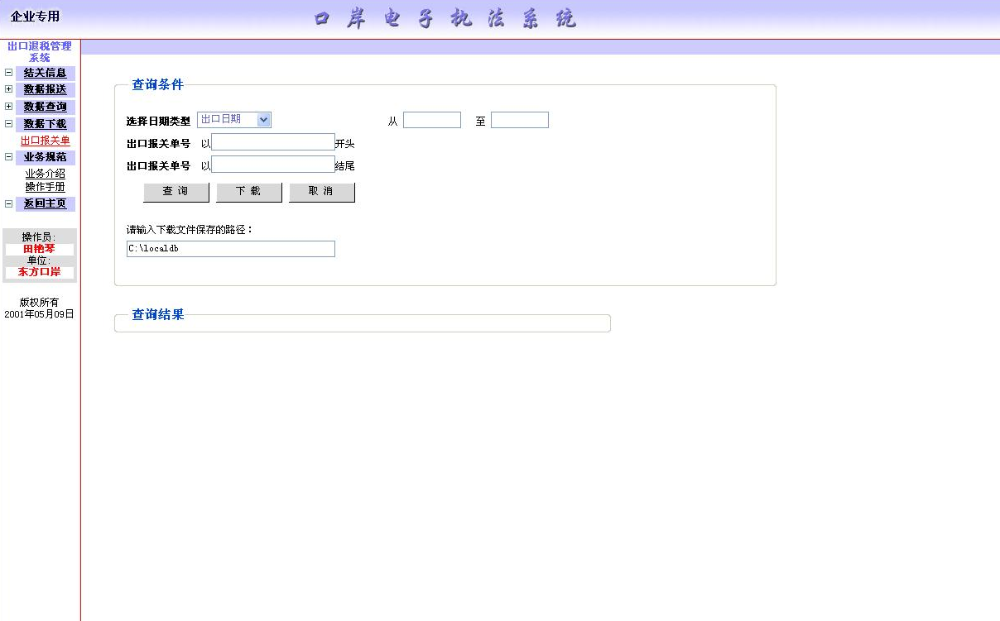 企业专用
口岸电子执法系统
出口退税管理
系统
结关信息
数据报送
数据查询
数据下载
出口报关单
业务规范
业务介绍
操作手册
返回主页
操作员:
田艳琴
单位:
东方口岸
版权所有
2001年05月09日
查询条件
选择日期类型 出口日期 从 至
出口报关单号 以 开头
出口报关单号 以 结尾
查 询 下 载 取 消
请输入下载文件保存的路径：
C:\localdb
查询结果